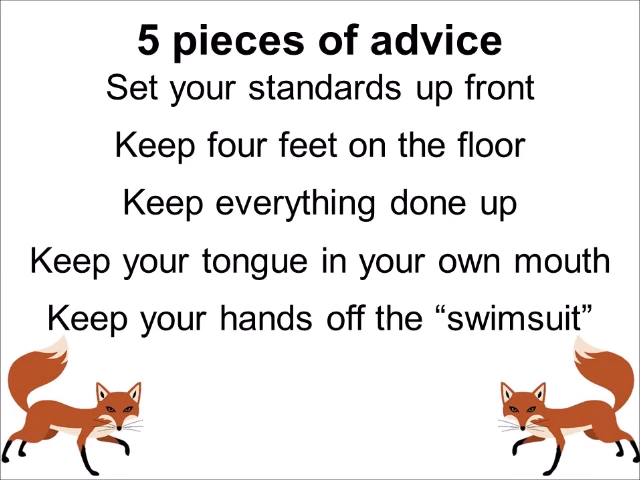 5 pieces of advice
Set your standards up front
Keep four feet on the floor
Keep everything done up
Keep your tongue in your own mouth
Keep your hands off the “swimsuit”